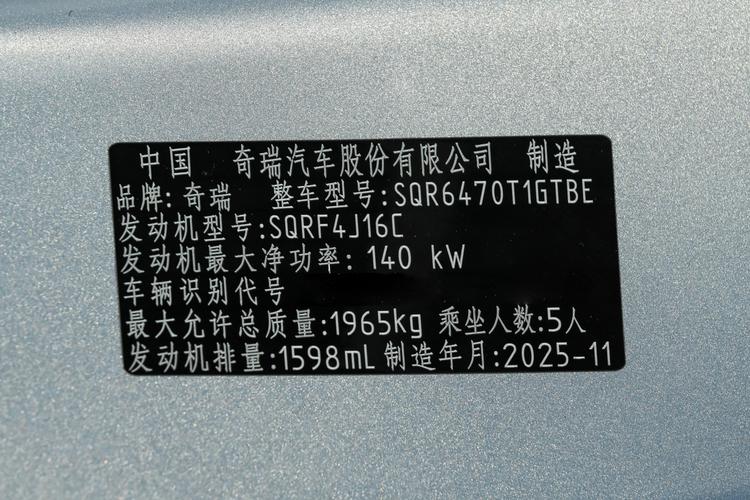 中国 奇瑞汽车股份有限公司 制造
品牌: 奇瑞 整车型号:SQR6470T1GTBE
发动机型号:SQRF4J16C
发动机最大净功率: 140 kW
车辆识别代号
最大允许总质量:1965kg 乘坐人数:5人
发动机排量:1598mL 制造年月:2025-11